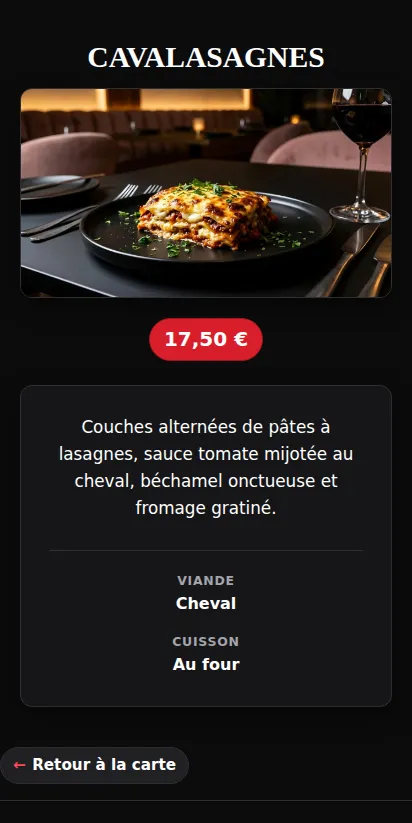 CAVALASAGNES
17,50 €
Couches alternées de pâtes à
lasagnes, sauce tomate mijotée au
cheval, béchamel onctueuse et
fromage gratiné.
VIANDE
Cheval
CUISSON
Au four
← Retour à la carte